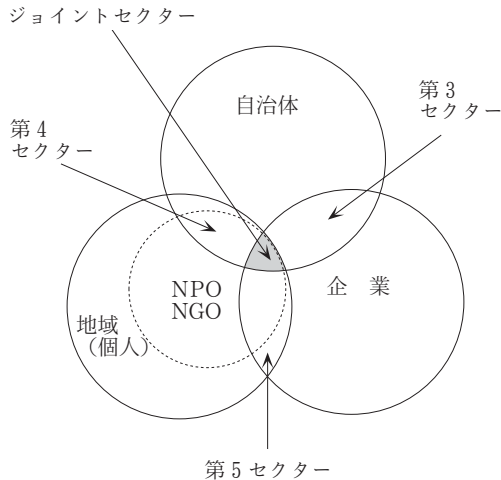 ジョイントセクター
自治体
第3
セクター
第4
セクター
NPO
NGO
企　業
地域
（個人）
第5セクター